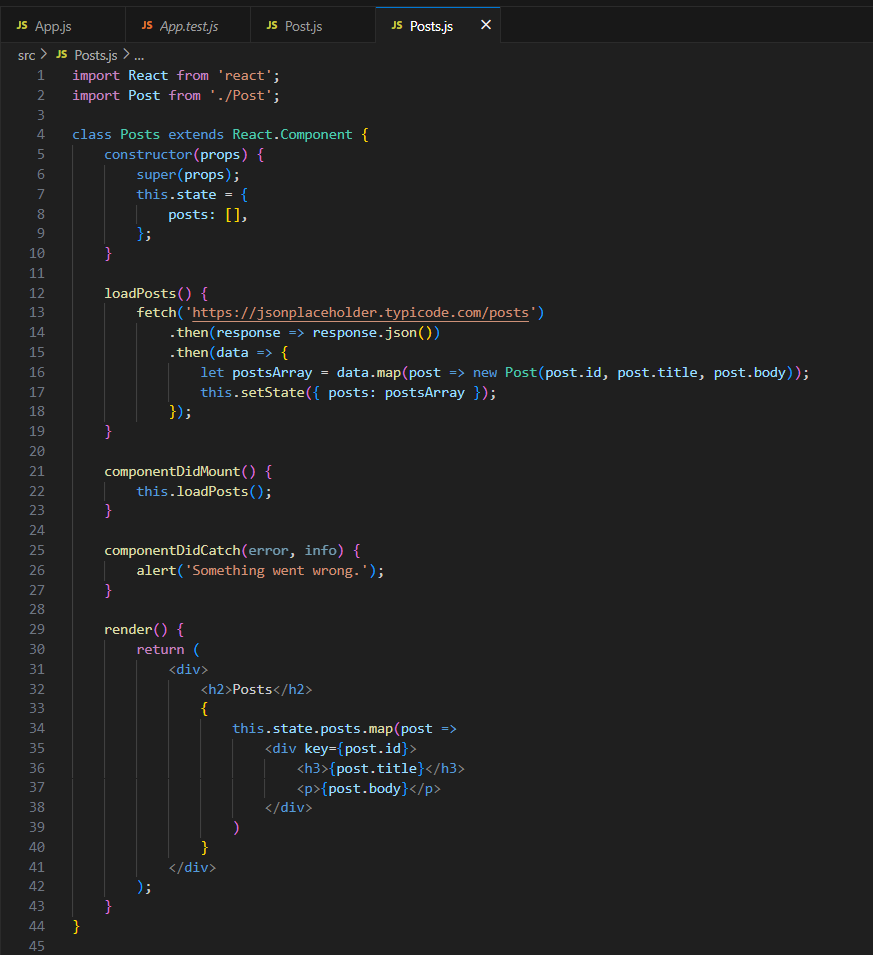 JS App.js
JS App.test.js
JS Post.js
JS Posts.js ×
src > JS Posts.js > ...
1 import React from 'react';
2 import Post from './Post';
3
4 class Posts extends React.Component {
5     constructor(props) {
6         super(props);
7         this.state = {
8             posts: [],
9         };
10     }
11
12     loadPosts() {
13         fetch('https://jsonplaceholder.typicode.com/posts')
14             .then(response => response.json())
15             .then(data => {
16                 let postsArray = data.map(post => new Post(post.id, post.title, post.body));
17                 this.setState({ posts: postsArray });
18             });
19     }
20
21     componentDidMount() {
22         this.loadPosts();
23     }
24
25     componentDidCatch(error, info) {
26         alert('Something went wrong.');
27     }
28
29     render() {
30         return (
31             <div>
32                 <h2>Posts</h2>
33                 {
34                     this.state.posts.map(post =>
35                         <div key={post.id}>
36                             <h3>{post.title}</h3>
37                             <p>{post.body}</p>
38                         </div>
39                     )
40                 }
41             </div>
42         );
43     }
44 }
45